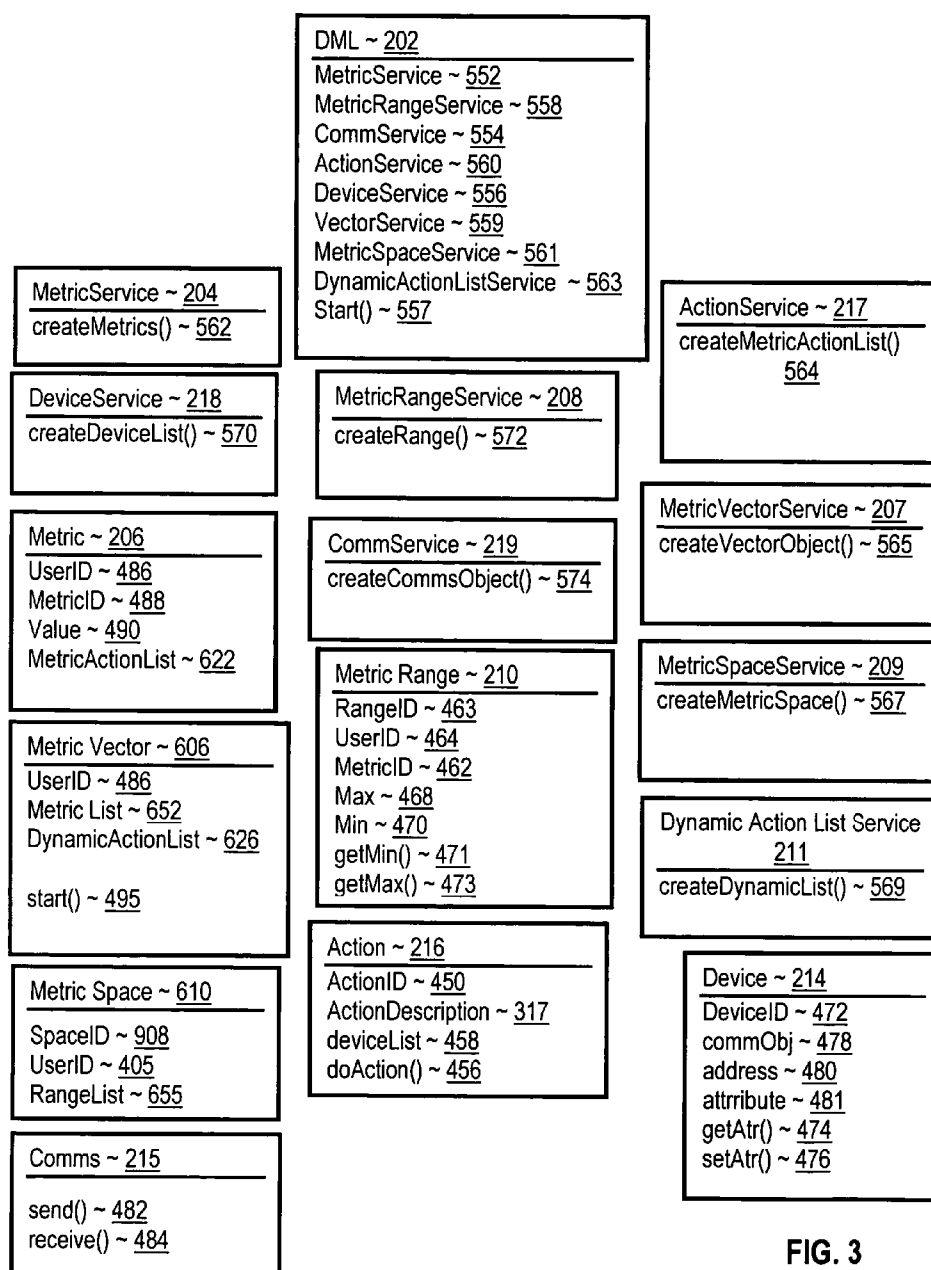 DML ~ 202
MetricService ~ 552
MetricRangeService ~ 558
CommService ~ 554
ActionService ~ 560
DeviceService ~ 556
VectorService ~ 559
MetricSpaceService ~ 561
DynamicActionListService ~ 563
Start() ~ 557
MetricService ~ 204
createMetrics() ~ 562
ActionService ~ 217
createMetricActionList()
564
DeviceService ~ 218
createDeviceList() ~ 570
MetricRangeService ~ 208
createRange() ~ 572
MetricVectorService ~ 207
createVectorObject() ~ 565
Metric ~ 206
UserID ~ 486
MetricID ~ 488
Value ~ 490
MetricActionList ~ 622
CommService ~ 219
createCommsObject() ~ 574
MetricSpaceService ~ 209
createMetricSpace() ~ 567
Metric Range ~ 210
RangeID ~ 463
UserID ~ 464
MetricID ~ 462
Max ~ 468
Min ~ 470
getMin() ~ 471
getMax() ~ 473
Metric Vector ~ 606
UserID ~ 486
Metric List ~ 652
DynamicActionList ~ 626
start() ~ 495
Dynamic Action List Service
211
createDynamicList() ~ 569
Action ~ 216
ActionID ~ 450
ActionDescription ~ 317
deviceList ~ 458
doAction() ~ 456
Metric Space ~ 610
SpaceID ~ 908
UserID ~ 405
RangeList ~ 655
Device ~ 214
DeviceID ~ 472
commObj ~ 478
address ~ 480
attrribute ~ 481
getAtr() ~ 474
setAtr() ~ 476
Comms ~ 215
send() ~ 482
receive() ~ 484
FIG. 3